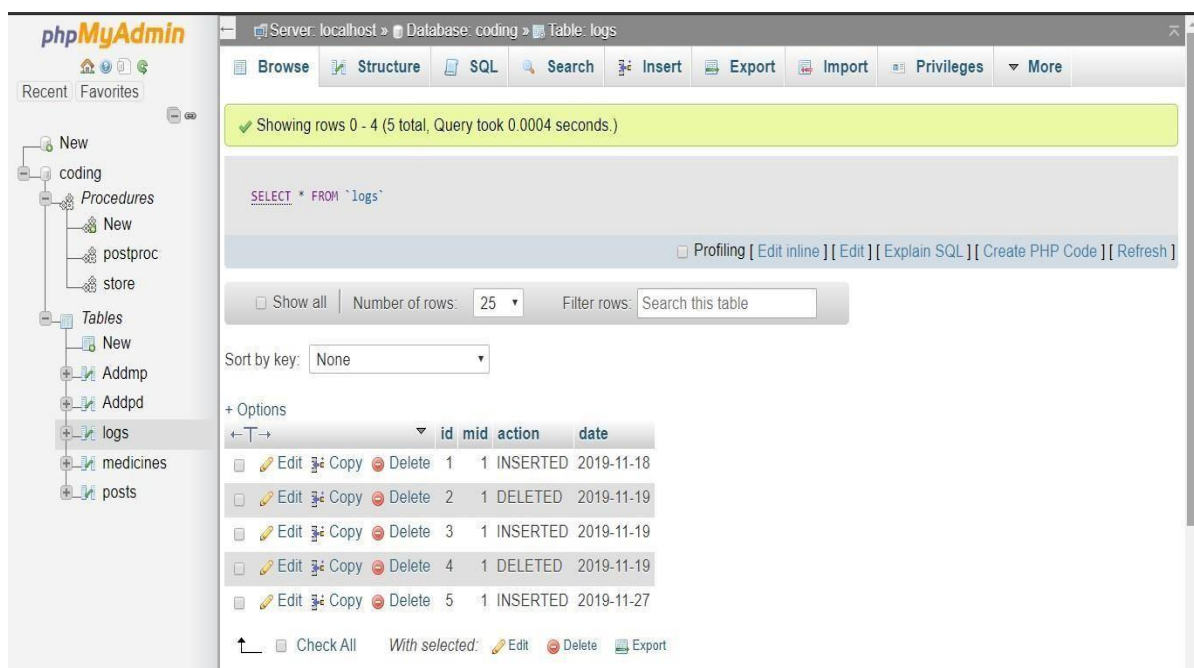 phpMyAdmin
Recent Favorites
New
coding
Procedures
New
postproc
store
Tables
New
Addmp
Addpd
logs
medicines
posts
Server: localhost » Database: coding » Table: logs
Browse Structure SQL Search Insert Export Import Privileges More
Showing rows 0 - 4 (5 total, Query took 0.0004 seconds.)
SELECT * FROM `logs`
Profiling [ Edit inline ] [ Edit ] [ Explain SQL ] [ Create PHP Code ] [ Refresh ]
Show all | Number of rows: 25 Filter rows: Search this table
Sort by key: None
+ Options
←T→ id mid action date
Edit Copy Delete 1 1 INSERTED 2019-11-18
Edit Copy Delete 2 1 DELETED 2019-11-19
Edit Copy Delete 3 1 INSERTED 2019-11-19
Edit Copy Delete 4 1 DELETED 2019-11-19
Edit Copy Delete 5 1 INSERTED 2019-11-27
Check All With selected: Edit Delete Export